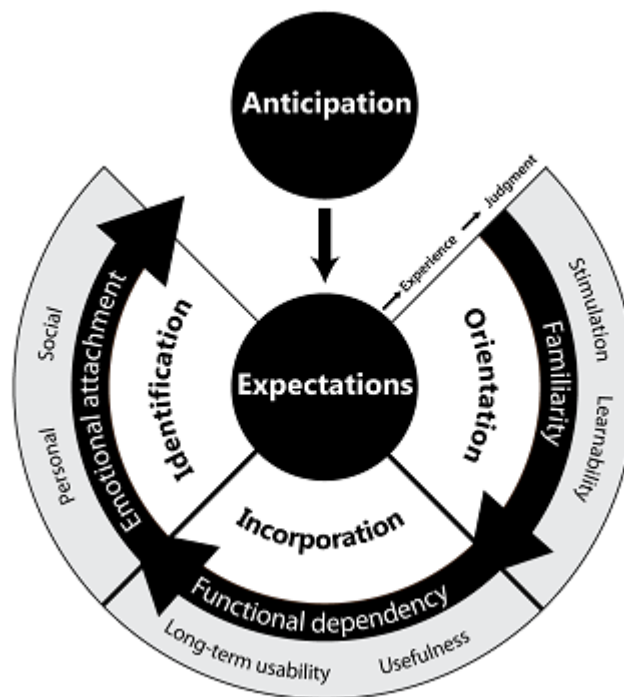 Anticipation
Expectations
Experience
Judgment
Orientation
Familiarity
Stimulation
Learnability
Incorporation
Functional dependency
Usefulness
Long-term usability
Identification
Emotional attachment
Personal
Social